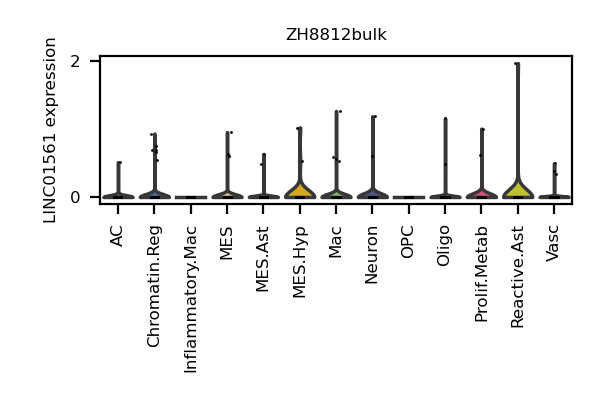 ZH8812bulk
LINC01561 expression
2
0
AC
Chromatin.Reg
Inflammatory.Mac
MES
MES.Ast
MES.Hyp
Mac
Neuron
OPC
Oligo
Prolif.Metab
Reactive.Ast
Vasc